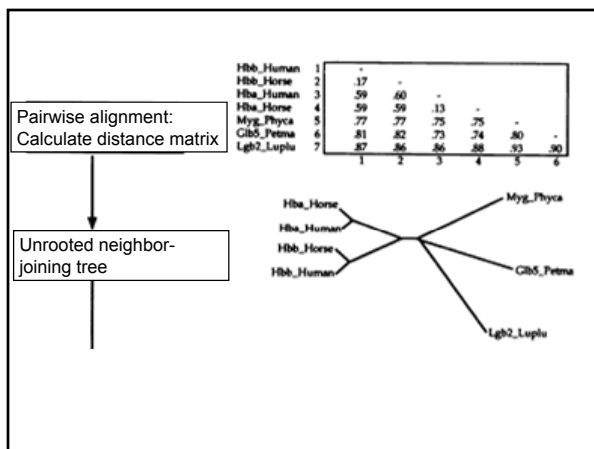 Hbb_Human 1 -
Hbb_Horse 2 .17 -
Hba_Human 3 .59 .60 -
Hba_Horse 4 .59 .59 .13 -
Myg_Phyca 5 .77 .77 .75 .75 -
Glb5_Petma 6 .81 .82 .73 .74 .80 -
Lgb2_Luplu 7 .87 .86 .86 .88 .93 .90
1 2 3 4 5 6
Pairwise alignment:
Calculate distance matrix
Unrooted neighbor-
joining tree
Hba_Horse
Hba_Human
Hbb_Horse
Hbb_Human
Myg_Phyca
Glb5_Petma
Lgb2_Luplu